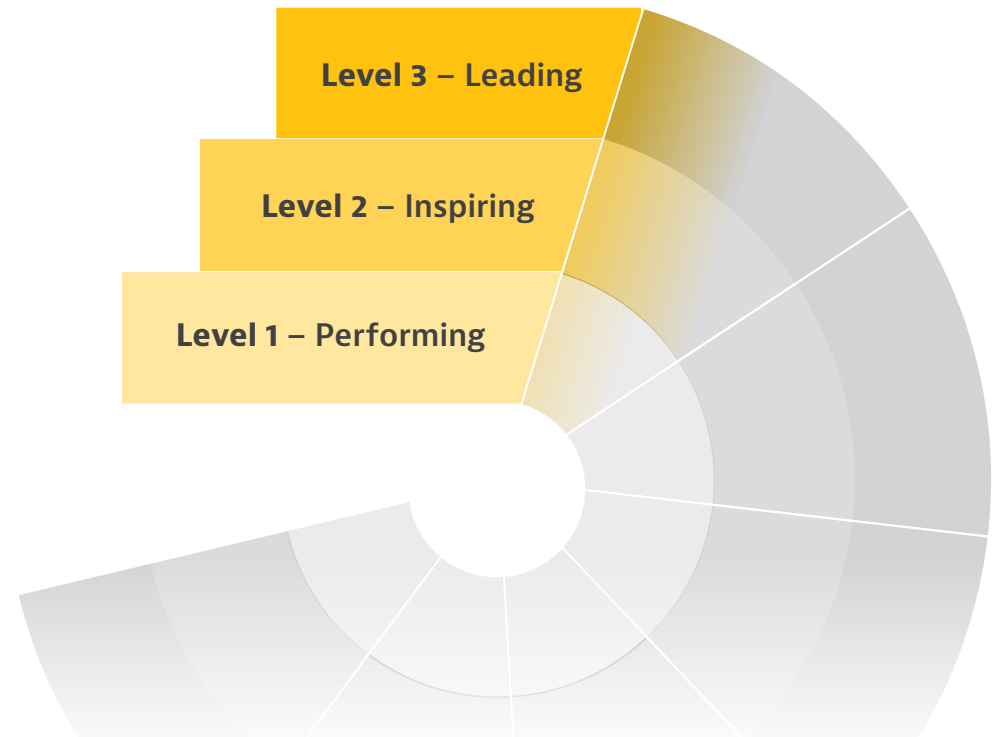 Level 3 – Leading
Level 2 – Inspiring
Level 1 – Performing